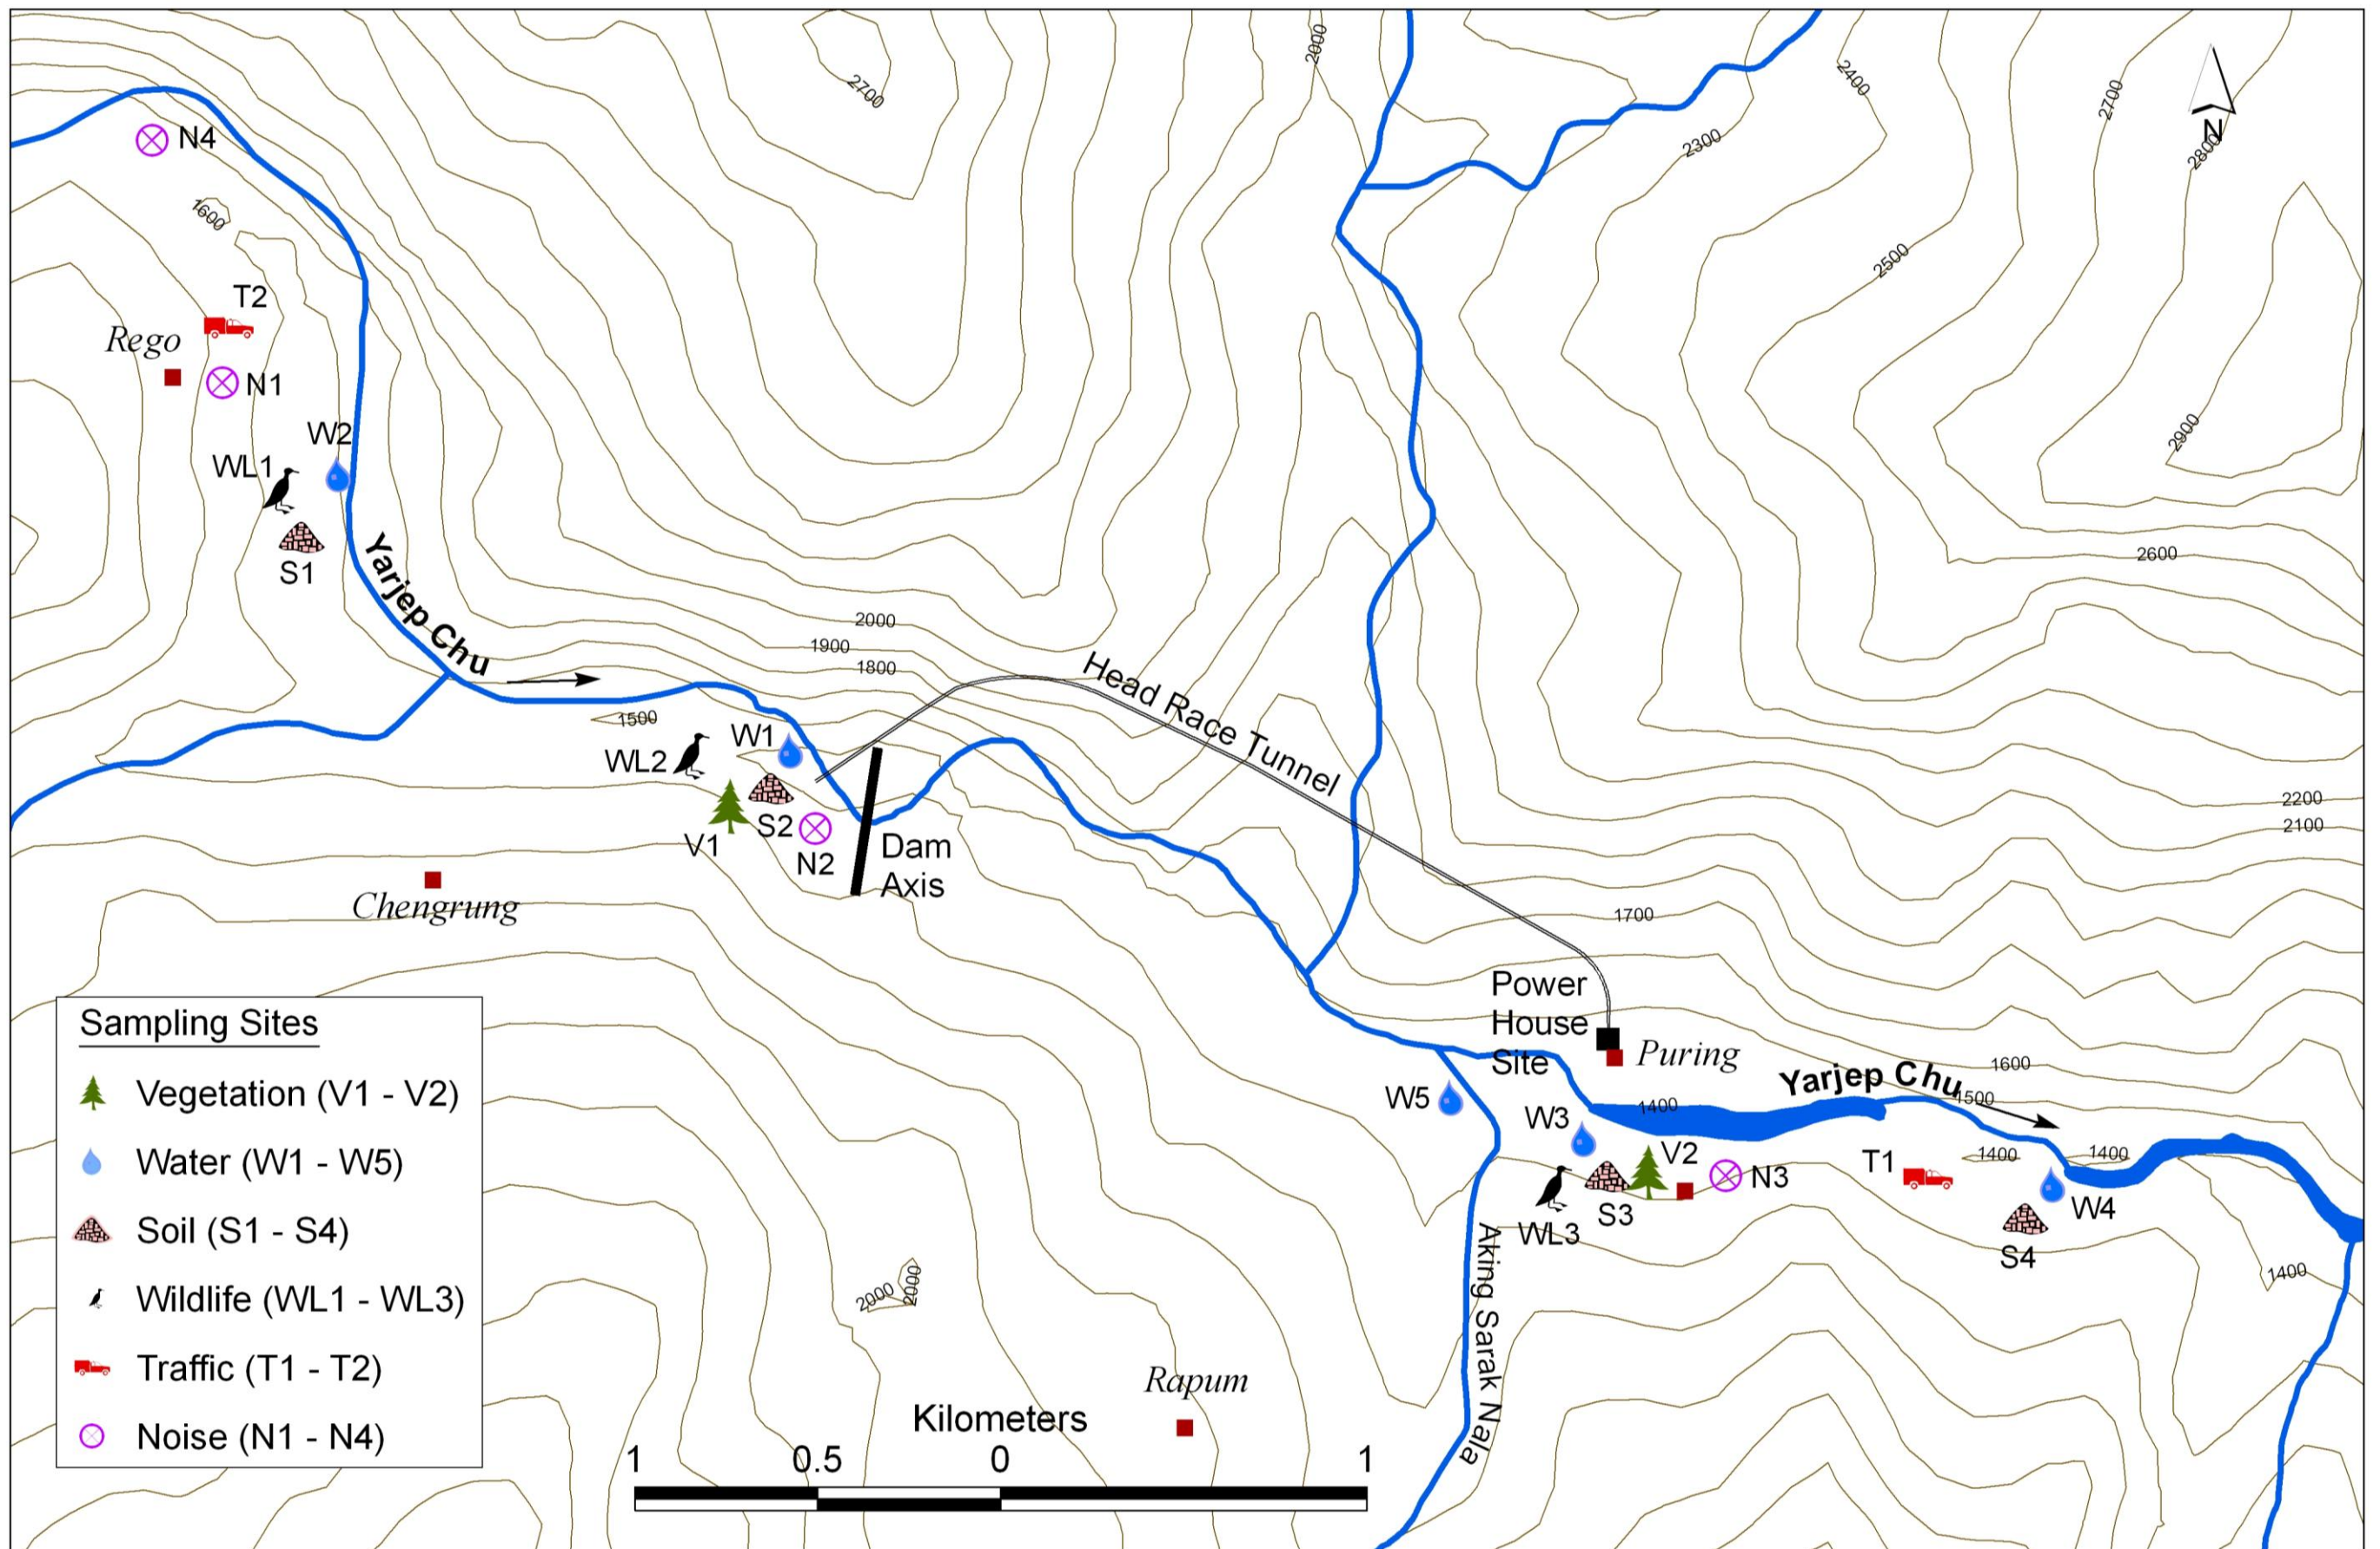 2000
2700
2400
2700
N
2800
N4
2300
1600
2500
T2
Rego
N1
W2
WL1
2900
S1
Yarjep Chu
2600
2000
1900
1800
Head Race Tunnel
1500
W1
WL2
S2
V1
N2
Dam
Axis
2200
2100
Chengrung
1700
Power
House
Site
Puring
1600
Yarjep Chu
1500
W5
W3
1400
V2
T1
1400
1400
N3
S3
WL3
W4
S4
1400
Aking Sarak Nala
2000
2000
Rapum
Sampling Sites
Vegetation (V1 - V2)
Water (W1 - W5)
Soil (S1 - S4)
Wildlife (WL1 - WL3)
Traffic (T1 - T2)
Noise (N1 - N4)
Kilometers
1 0.5 0 1